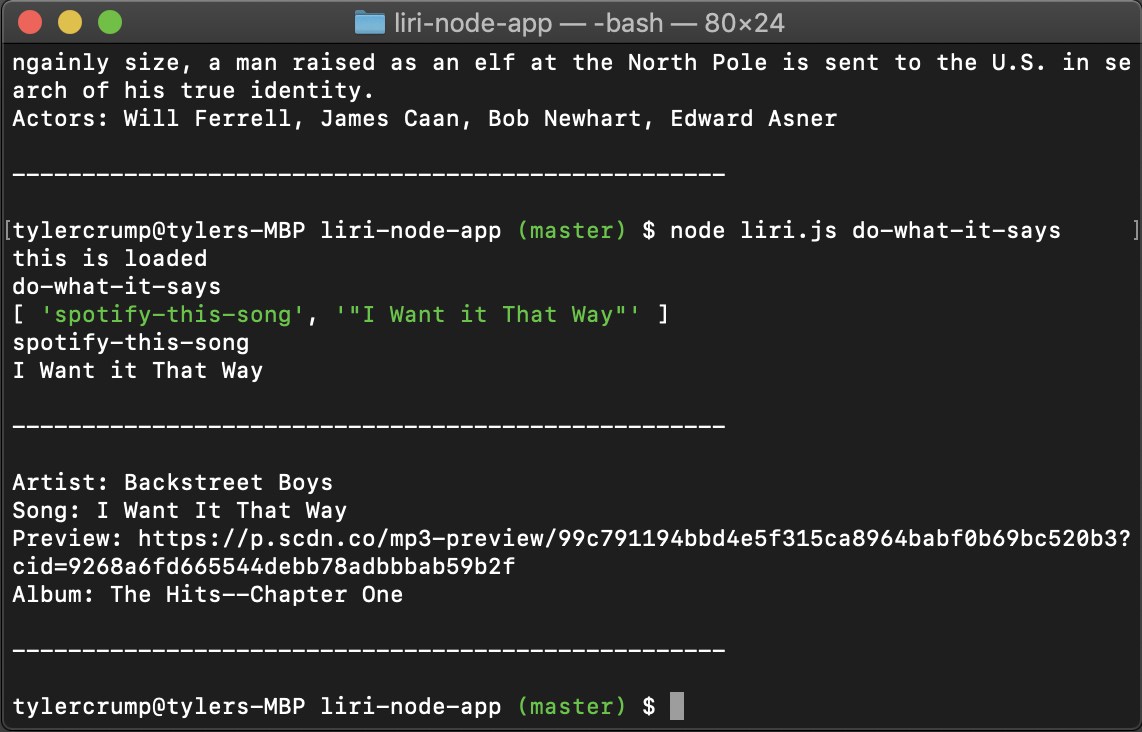 liri-node-app — -bash — 80×24
ngainly size, a man raised as an elf at the North Pole is sent to the U.S. in se
arch of his true identity.
Actors: Will Ferrell, James Caan, Bob Newhart, Edward Asner
---------------------------------------------------
[tylercrump@tylers-MBP liri-node-app (master) $ node liri.js do-what-it-says ]
this is loaded
do-what-it-says
[ 'spotify-this-song', '"I Want it That Way"' ]
spotify-this-song
I Want it That Way
---------------------------------------------------
Artist: Backstreet Boys
Song: I Want It That Way
Preview: https://p.scdn.co/mp3-preview/99c791194bbd4e5f315ca8964babf0b69bc520b3?
cid=9268a6fd665544debb78adbbbab59b2f
Album: The Hits--Chapter One
---------------------------------------------------
tylercrump@tylers-MBP liri-node-app (master) $